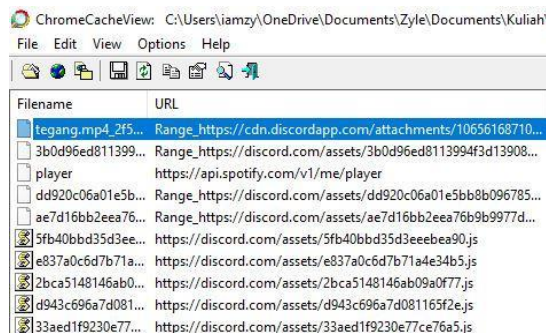 ChromeCacheView: C:\Users\iamzy\OneDrive\Documents\Zyle\Documents\Kuliah\
File Edit View Options Help
Filename URL
tegang.mp4_2f5... Range_https://cdn.discordapp.com/attachments/10656168710...
3b0d96ed811399... Range_https://discord.com/assets/3b0d96ed8113994f3d13908...
player https://api.spotify.com/v1/me/player
dd920c06a01e5b... Range_https://discord.com/assets/dd920c06a01e5bb8b096785...
ae7d16bb2eea76... Range_https://discord.com/assets/ae7d16bb2eea76b9b9977d...
5fb40bbd35d3ee... https://discord.com/assets/5fb40bbd35d3eeebea90.js
e837a0c6d7b71a... https://discord.com/assets/e837a0c6d7b71a4e34b5.js
2bca5148146ab0... https://discord.com/assets/2bca5148146ab09a0f77.js
d943c696a7d081... https://discord.com/assets/d943c696a7d081165f2e.js
33aed1f9230e77... https://discord.com/assets/33aed1f9230e77ce76a5.js